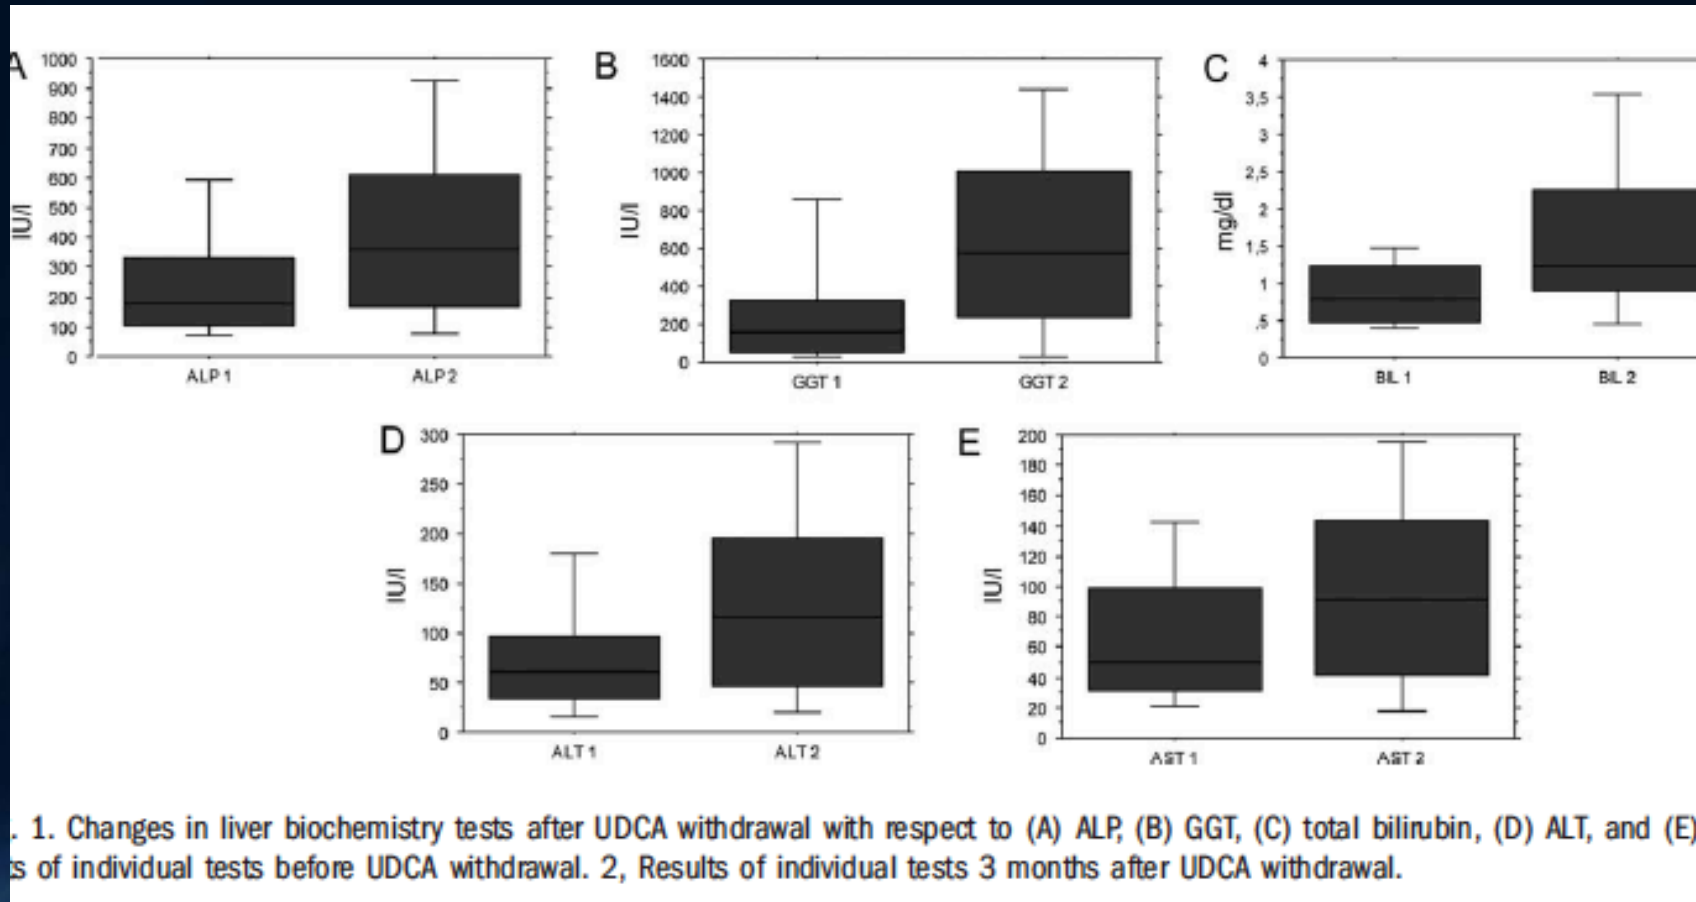 A
1000
900
800
700
600
500
400
300
200
100
0
IU/l
ALP 1 ALP 2
B
1600
1400
1200
1000
800
600
400
200
0
IU/l
GGT 1 GGT 2
C
4
3,5
3
2,5
2
1,5
1
,5
0
mg/dl
BIL 1 BIL 2
D
300
250
200
150
100
50
0
IU/l
ALT 1 ALT 2
E
200
180
160
140
120
100
80
60
40
20
0
IU/l
AST 1 AST 2
. 1. Changes in liver biochemistry tests after UDCA withdrawal with respect to (A) ALP, (B) GGT, (C) total bilirubin, (D) ALT, and (E)
s of individual tests before UDCA withdrawal. 2, Results of individual tests 3 months after UDCA withdrawal.